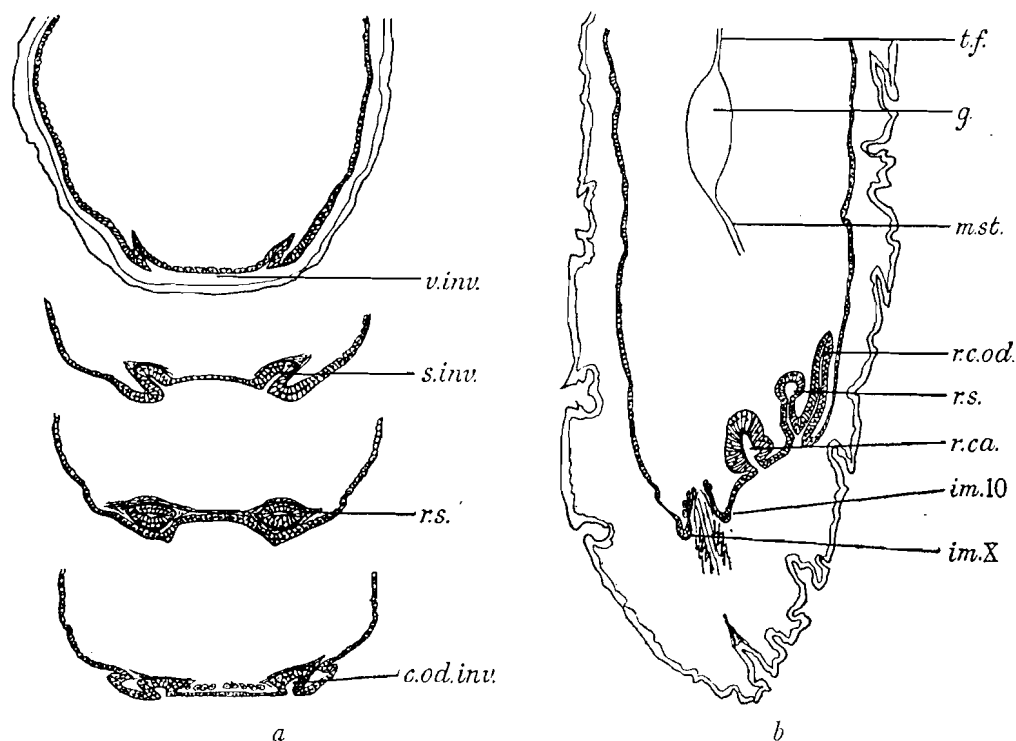 v.inv.
s.inv.
r.s.
c.od.inv.
a
t.f.
g.
m.st.
r.c.od.
r.s.
r.ca.
im.10
im.X
b